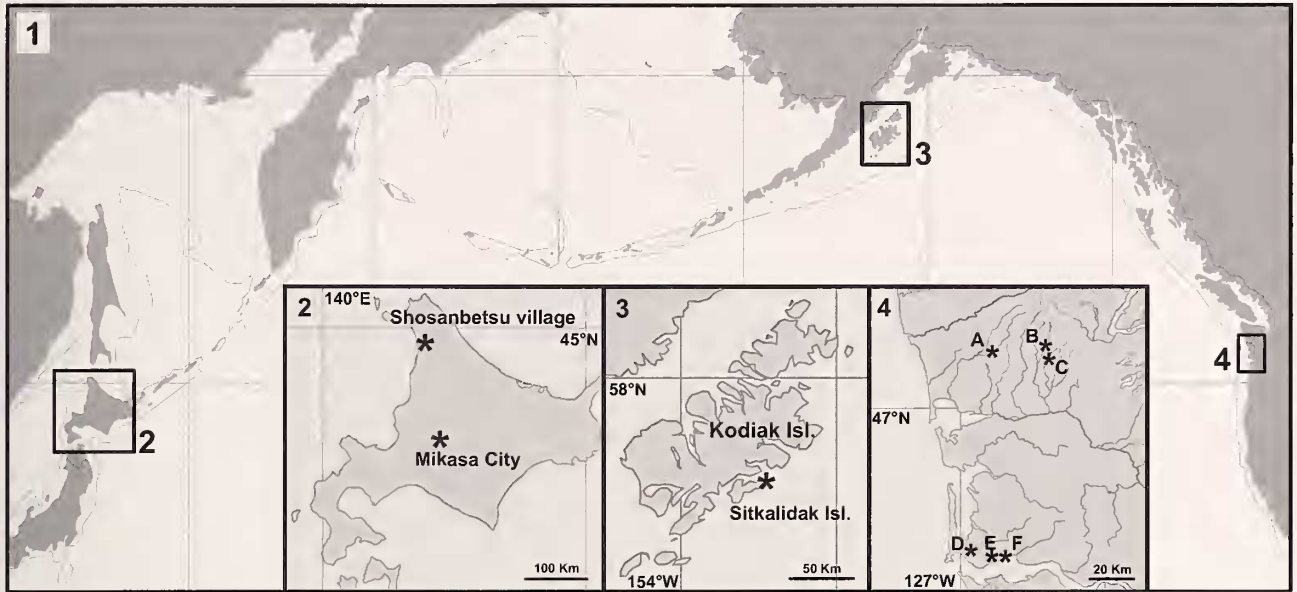 1
3
4
2
2
140°E
Shosanbetsu village
45°N
Mikasa City
100 Km
3
58°N
Kodiak Isl.
Sitkalidak Isl.
154°W
50 Km
4
A
B
C
47°N
D
E
F
127°W
20 Km